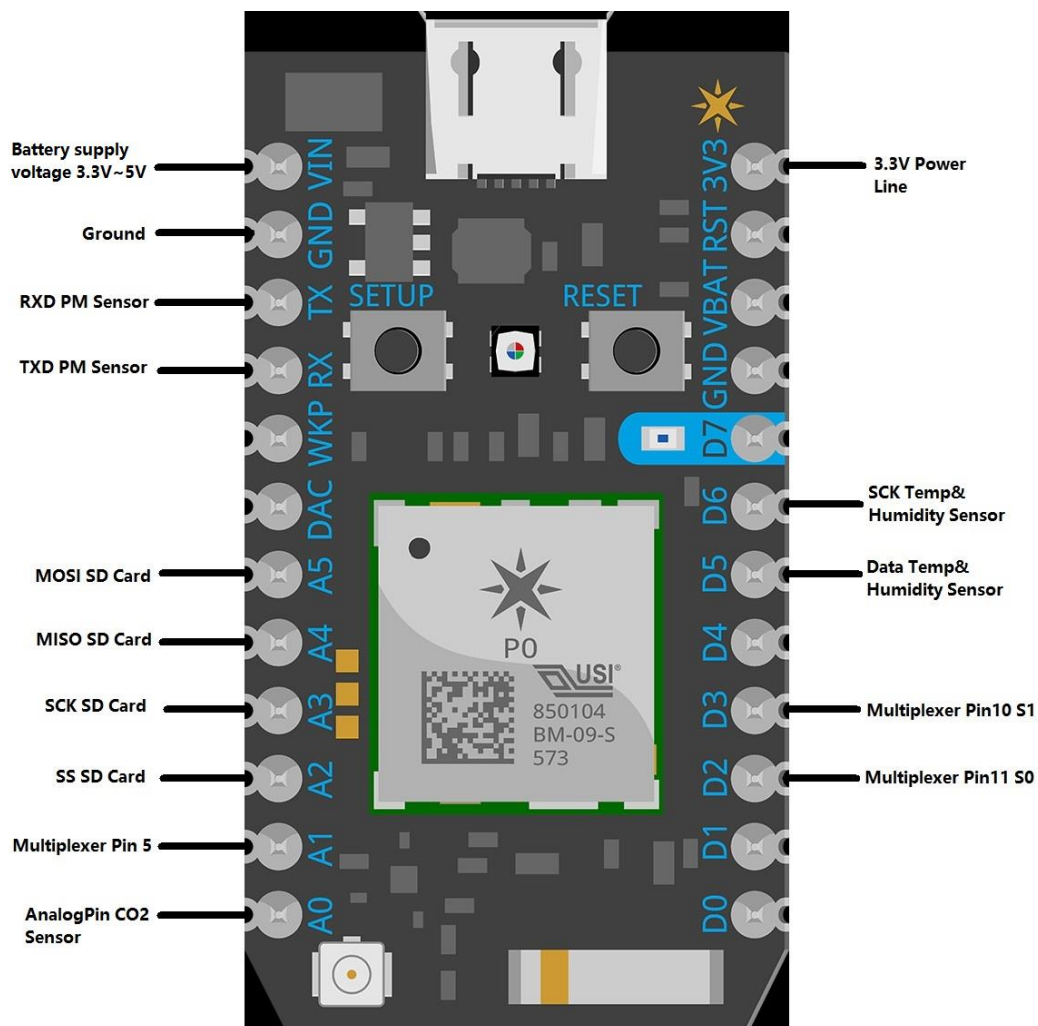 Battery supply
voltage 3.3V~5V
Ground
RXD PM Sensor
TXD PM Sensor
MOSI SD Card
MISO SD Card
SCK SD Card
SS SD Card
Multiplexer Pin 5
AnalogPin CO2
Sensor
VIN
GND
TX
RX
WKP
DAC
A5
A4
A3
A2
A1
A0
SETUP
RESET
P0
USI®
850104
BM-09-S
573
3V3
RST
VBAT
GND
D7
D6
D5
D4
D3
D2
D1
D0
3.3V Power
Line
SCK Temp&
Humidity Sensor
Data Temp&
Humidity Sensor
Multiplexer Pin10 S1
Multiplexer Pin11 S0